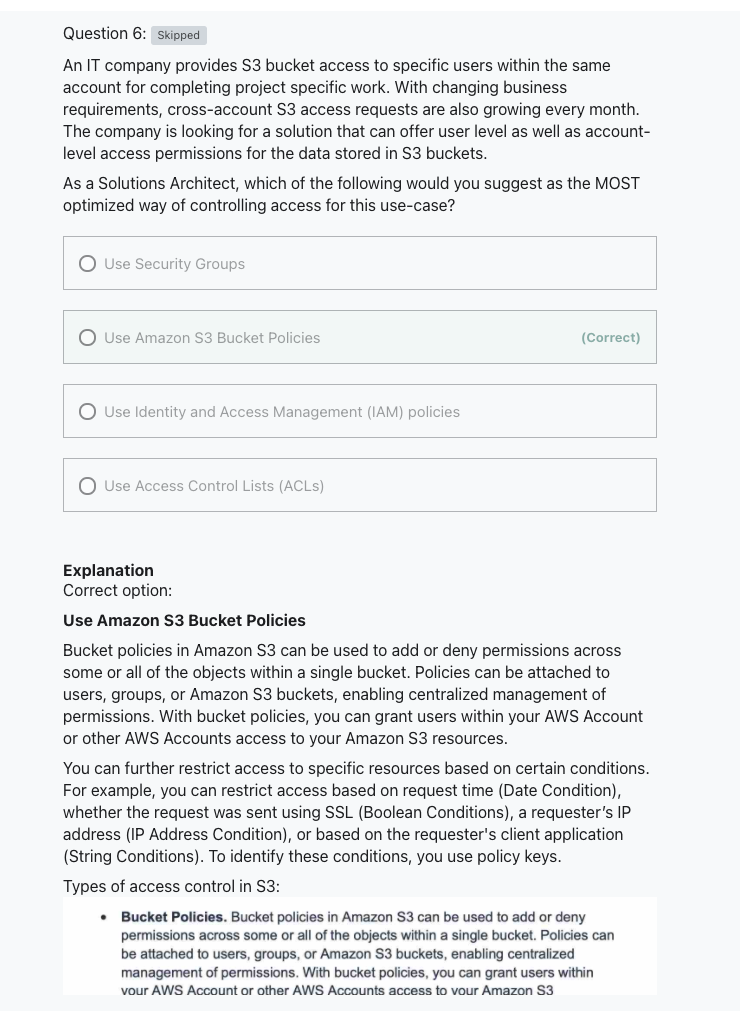 Question 6: Skipped
An IT company provides S3 bucket access to specific users within the same
account for completing project specific work. With changing business
requirements, cross-account S3 access requests are also growing every month.
The company is looking for a solution that can offer user level as well as account-
level access permissions for the data stored in S3 buckets.
As a Solutions Architect, which of the following would you suggest as the MOST
optimized way of controlling access for this use-case?
Use Security Groups
Use Amazon S3 Bucket Policies (Correct)
Use Identity and Access Management (IAM) policies
Use Access Control Lists (ACLs)
Explanation
Correct option:
Use Amazon S3 Bucket Policies
Bucket policies in Amazon S3 can be used to add or deny permissions across
some or all of the objects within a single bucket. Policies can be attached to
users, groups, or Amazon S3 buckets, enabling centralized management of
permissions. With bucket policies, you can grant users within your AWS Account
or other AWS Accounts access to your Amazon S3 resources.
You can further restrict access to specific resources based on certain conditions.
For example, you can restrict access based on request time (Date Condition),
whether the request was sent using SSL (Boolean Conditions), a requester’s IP
address (IP Address Condition), or based on the requester's client application
(String Conditions). To identify these conditions, you use policy keys.
Types of access control in S3:
• Bucket Policies. Bucket policies in Amazon S3 can be used to add or deny
permissions across some or all of the objects within a single bucket. Policies can
be attached to users, groups, or Amazon S3 buckets, enabling centralized
management of permissions. With bucket policies, you can grant users within
your AWS Account or other AWS Accounts access to your Amazon S3